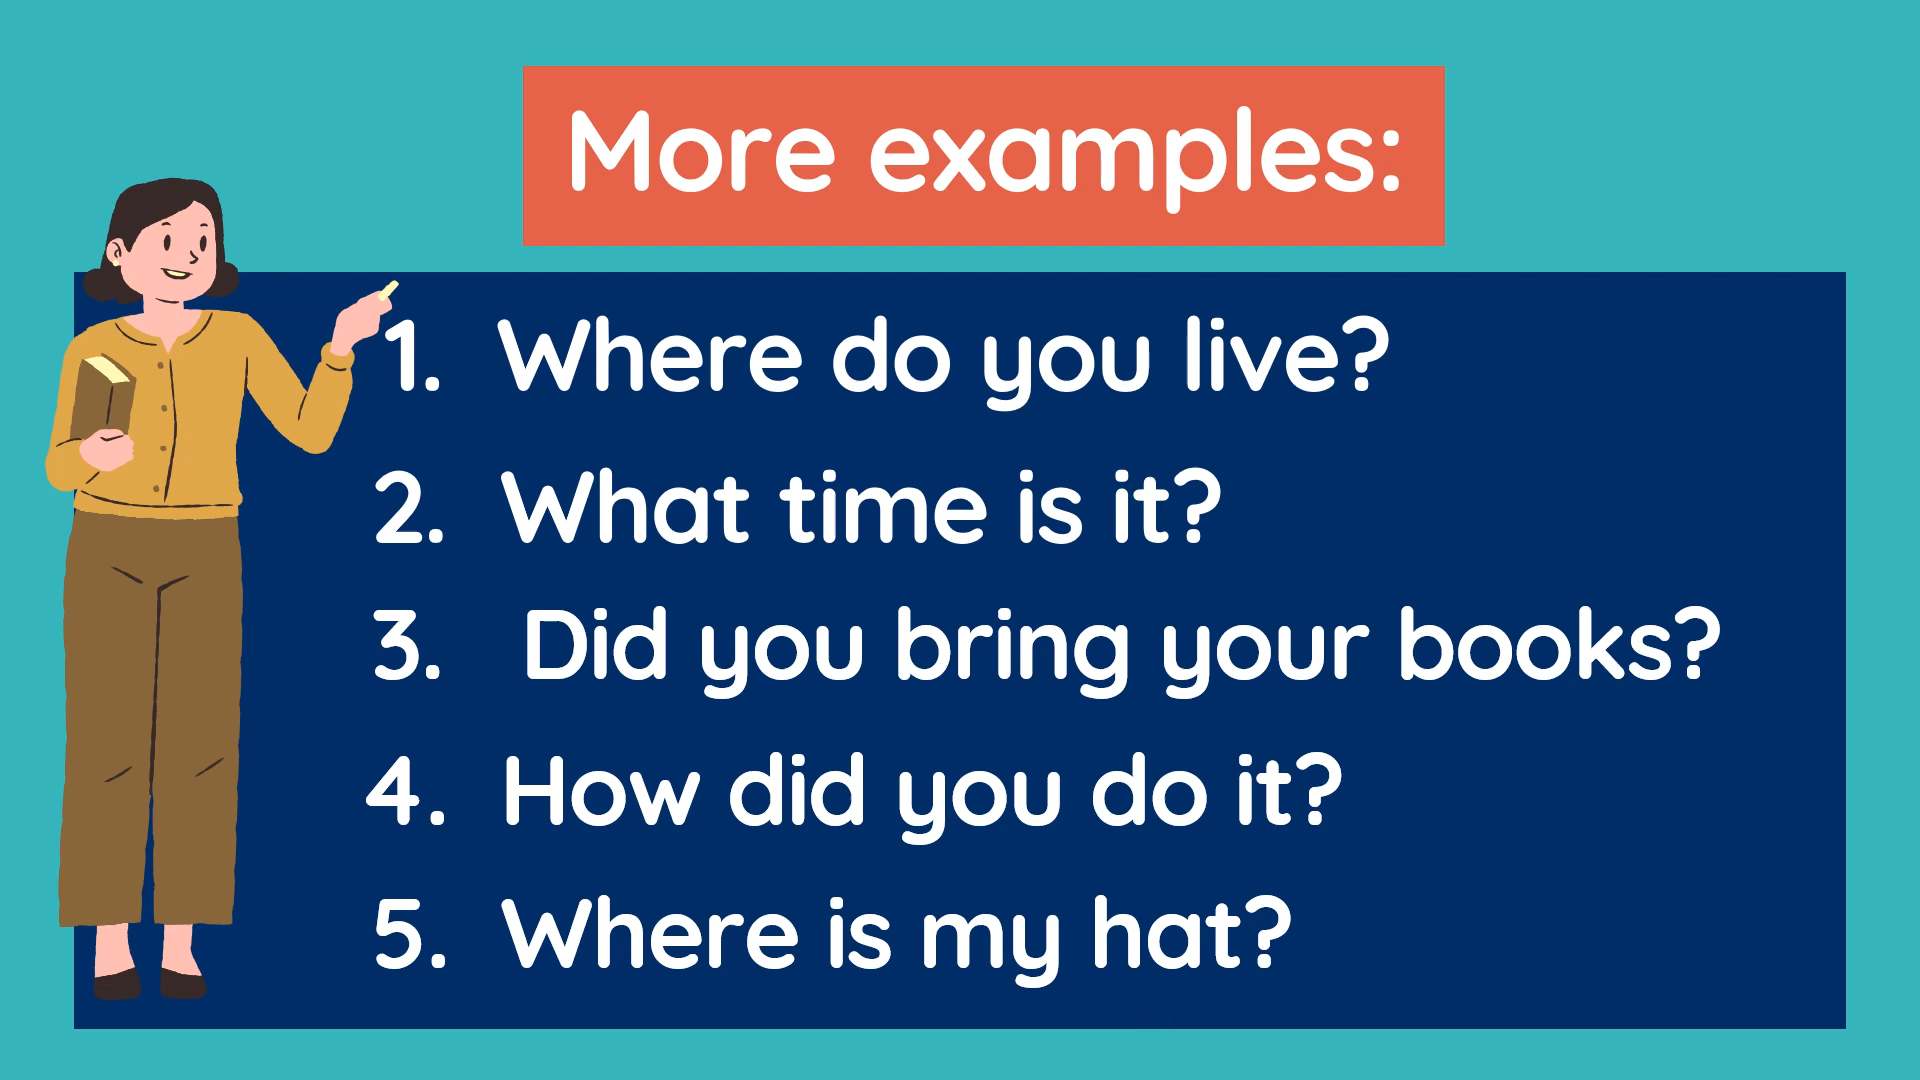 More examples:
1. Where do you live?
2. What time is it?
3. Did you bring your books?
4. How did you do it?
5. Where is my hat?